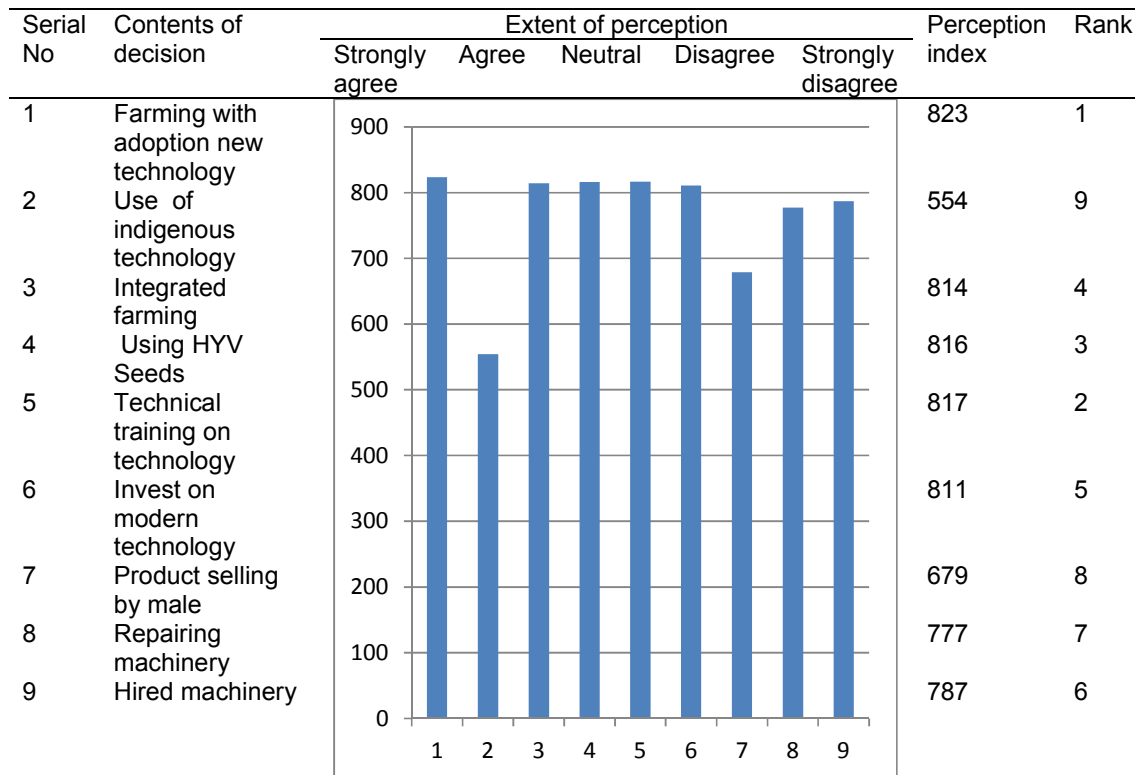 Serial No Contents of decision Extent of perception Perception index Rank
Strongly agree Agree Neutral Disagree Strongly disagree
1 Farming with adoption new technology 823 1
2 Use of indigenous technology 554 9
3 Integrated farming 814 4
4 Using HYV Seeds 816 3
5 Technical training on technology 817 2
6 Invest on modern technology 811 5
7 Product selling by male 679 8
8 Repairing machinery 777 7
9 Hired machinery 787 6
900
800
700
600
500
400
300
200
100
0
1 2 3 4 5 6 7 8 9